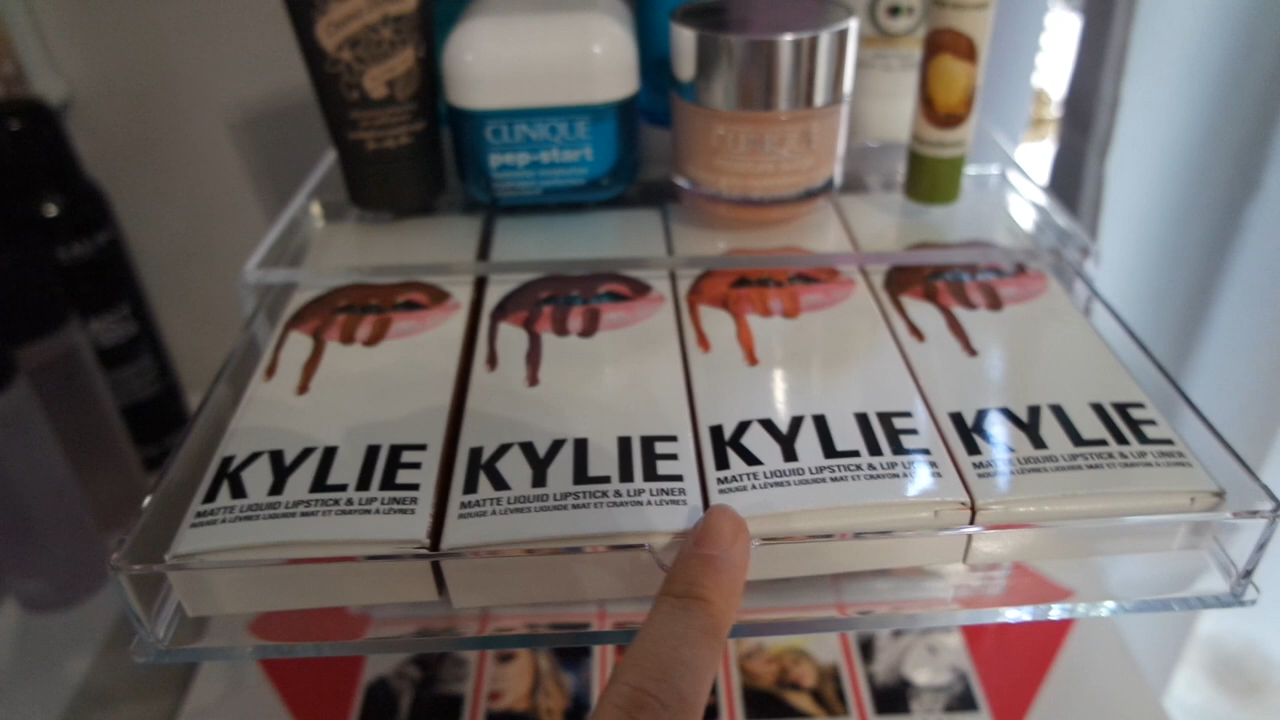 CLINIQUE
pep-start
KYLIE
MATTE LIQUID LIPSTICK & LIP LINER
ROUGE À LÈVRES LIQUIDE MAT ET CRAYON À LÈVRES
KYLIE
MATTE LIQUID LIPSTICK & LIP LINER
ROUGE À LÈVRES LIQUIDE MAT ET CRAYON À LÈVRES
KYLIE
MATTE LIQUID LIPSTICK & LIP LINER
ROUGE À LÈVRES LIQUIDE MAT ET CRAYON À LÈVRES
KYLIE
MATTE LIQUID LIPSTICK & LIP LINER
ROUGE À LÈVRES LIQUIDE MAT ET CRAYON À LÈVRES